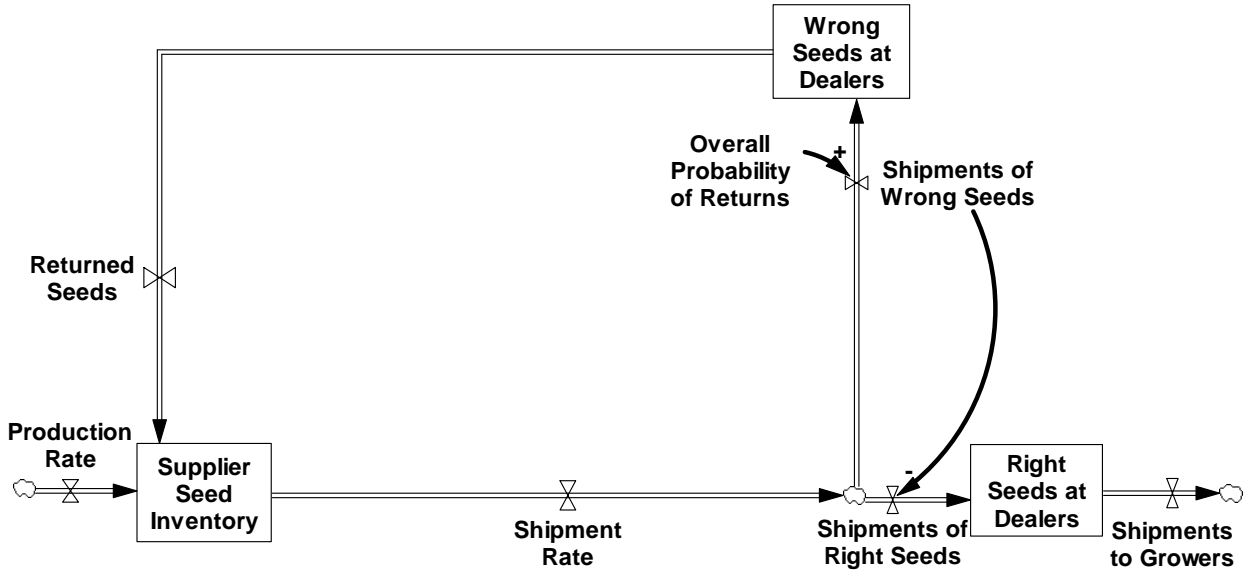 Wrong
Seeds at
Dealers
Overall
Probability
of Returns
+
Shipments of
Wrong Seeds
Returned
Seeds
Production
Rate
Supplier
Seed
Inventory
Shipment
Rate
-
Shipments of
Right Seeds
Right
Seeds at
Dealers
Shipments
to Growers